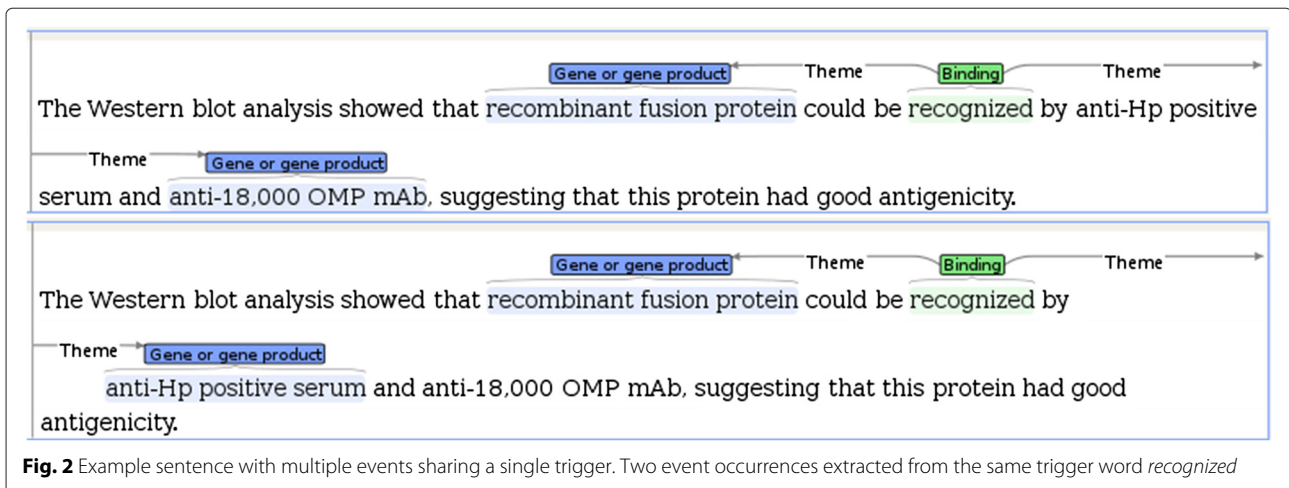 Gene or gene product Theme Binding Theme
The Western blot analysis showed that recombinant fusion protein could be recognized by anti-Hp positive
Theme Gene or gene product
serum and anti-18,000 OMP mAb, suggesting that this protein had good antigenicity.
Gene or gene product Theme Binding Theme
The Western blot analysis showed that recombinant fusion protein could be recognized by
Theme Gene or gene product
anti-Hp positive serum and anti-18,000 OMP mAb, suggesting that this protein had good
antigenicity.
Fig. 2 Example sentence with multiple events sharing a single trigger. Two event occurrences extracted from the same trigger word recognized